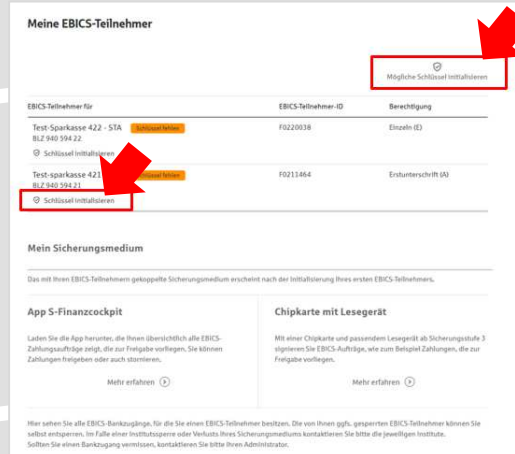 Meine EBICS-Teilnehmer
Mögliche Schlüssel initialisieren
EBICS-Teilnehmer für EBICS-Teilnehmer-ID Berechtigung
Test-Sparkasse 422 - STA Schlüssel fehlen F0220038 Einzeln (E)
BLZ 940 594 22
Schlüssel initialisieren
Test-sparkasse 421 Schlüssel fehlen F0211464 Erstunterschrift (A)
BLZ 940 594 21
Schlüssel initialisieren
Mein Sicherungsmedium
Das mit Ihren EBICS-Teilnehmern gekoppelte Sicherungsmedium erscheint nach der Initialisierung Ihres ersten EBICS-Teilnehmers.
App S-Finanzcockpit
Laden Sie die App herunter, die Ihnen übersichtlich alle EBICS-
Zahlungsaufträge zeigt, die zur Freigabe vorliegen. Sie können
Zahlungen freigeben oder auch stornieren.
Mehr erfahren
Chipkarte mit Lesegerät
Mit einer Chipkarte und passendem Lesegerät ab Sicherungsstufe 3
signieren Sie EBICS-Aufträge, wie zum Beispiel Zahlungen, die zur
Freigabe vorliegen.
Mehr erfahren
Hier sehen Sie alle EBICS-Bankzugänge, für die Sie einen EBICS-Teilnehmer besitzen. Die von Ihnen ggfs. gesperrten EBICS-Teilnehmer können Sie
selbst entsperren. Im Falle einer Institutssperre oder Verlusts Ihres Sicherungsmediums kontaktieren Sie bitte die jeweiligen Institute.
Sollten Sie einen Bankzugang vermissen, kontaktieren Sie bitte Ihren Administrator.